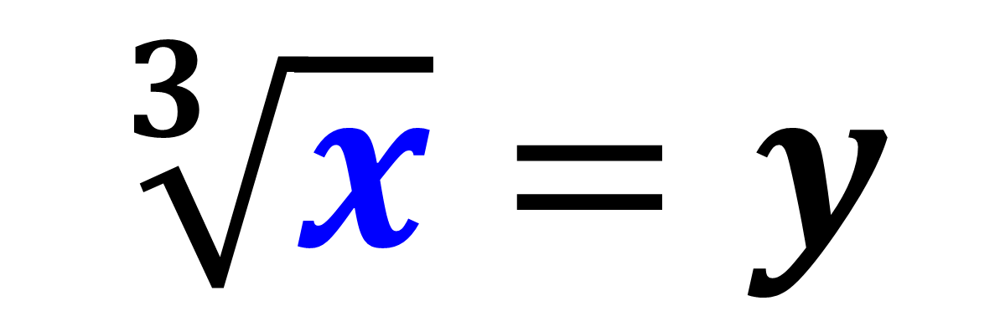 ∛x = y